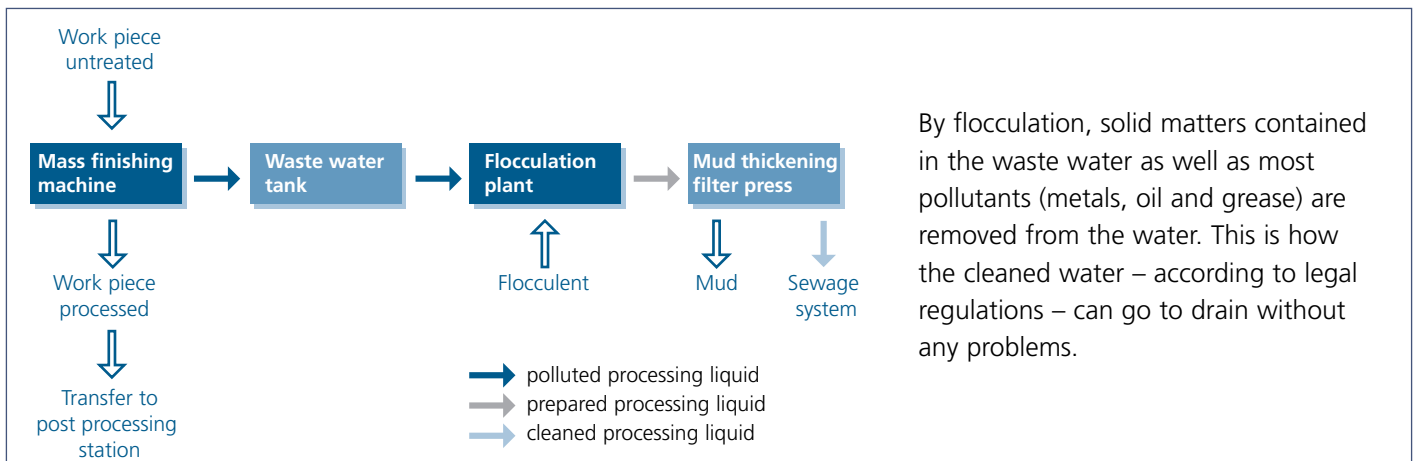 Work piece
untreated
Mass finishing
machine
Waste water
tank
Flocculation
plant
Mud thickening
filter press
Work piece
processed
Flocculent
Mud
Sewage
system
Transfer to
post processing
station
polluted processing liquid
prepared processing liquid
cleaned processing liquid
By flocculation, solid matters contained
in the waste water as well as most
pollutants (metals, oil and grease) are
removed from the water. This is how
the cleaned water – according to legal
regulations – can go to drain without
any problems.